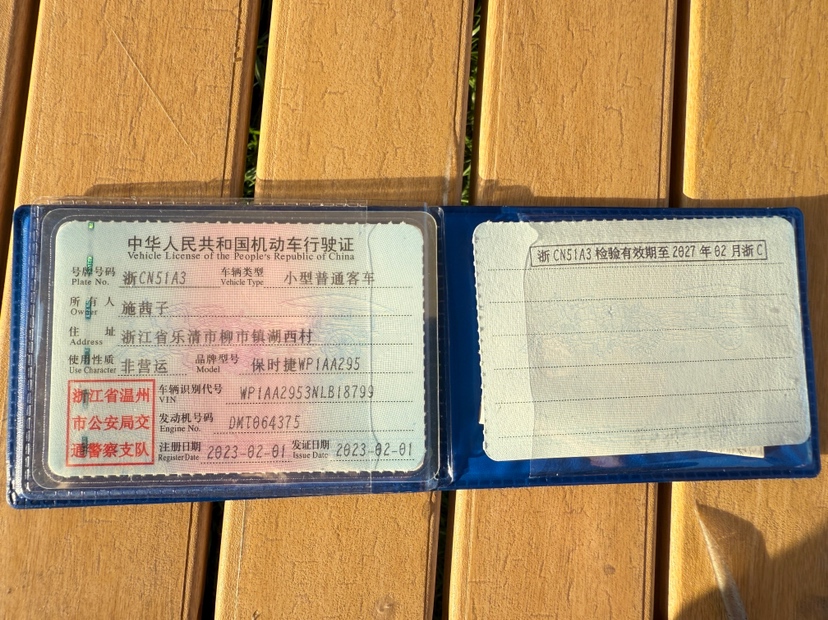 中华人民共和国机动车行驶证
Vehicle License of the People's Republic of China
号牌号码 浙CN51A3 车辆类型 小型普通客车
Plate No. Vehicle Type
所有人 施茜子
Owner
住址 浙江省乐清市柳市镇湖西村
Address
使用性质 非营运 品牌型号 保时捷WP1AA295
Use Character Model
浙江省温州
市公安局交
通警察支队
车辆识别代号 WP1AA2953NLB18799
VIN
发动机号码 DMT064375
Engine No.
注册日期 2023-02-01 发证日期 2023-02-01
Register Date Issue Date
浙CN51A3检验有效期至2027年02月浙C